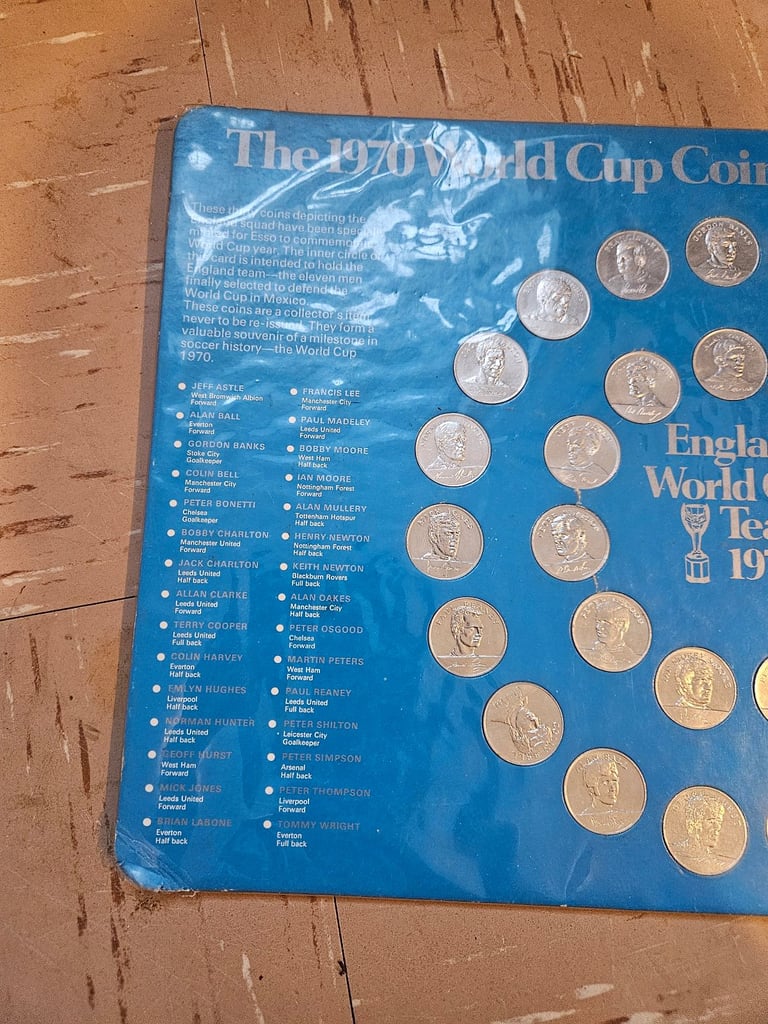 The 1970 World Cup Coin
These thirty coins depicting the
England squad have been specially
minted for Esso to commemorate
World Cup year. The inner circle of
this card is intended to hold the
England team—the eleven men
finally selected to defend the
World Cup in Mexico.
These coins are a collector's item
never to be re-issued. They form a
valuable souvenir of a milestone in
soccer history—the World Cup
1970.
JEFF ASTLE
West Bromwich Albion
Forward
ALAN BALL
Everton
Forward
GORDON BANKS
Stoke City
Goalkeeper
COLIN BELL
Manchester City
Forward
PETER BONETTI
Chelsea
Goalkeeper
BOBBY CHARLTON
Manchester United
Forward
JACK CHARLTON
Leeds United
Half back
ALLAN CLARKE
Leeds United
Forward
TERRY COOPER
Leeds United
Full back
COLIN HARVEY
Everton
Half back
EMLYN HUGHES
Liverpool
Half back
NORMAN HUNTER
Leeds United
Half back
GEOFF HURST
West Ham
Forward
MICK JONES
Leeds United
Forward
BRIAN LABONE
Everton
Half back
FRANCIS LEE
Manchester City
Forward
PAUL MADELEY
Leeds United
Forward
BOBBY MOORE
West Ham
Half back
IAN MOORE
Nottingham Forest
Forward
ALAN MULLERY
Tottenham Hotspur
Half back
HENRY NEWTON
Nottingham Forest
Half back
KEITH NEWTON
Blackburn Rovers
Full back
ALAN OAKES
Manchester City
Half back
PETER OSGOOD
Chelsea
Forward
MARTIN PETERS
West Ham
Half back
PAUL REANEY
Leeds United
Full back
PETER SHILTON
Leicester City
Goalkeeper
PETER SIMPSON
Arsenal
Half back
PETER THOMPSON
Liverpool
Forward
TOMMY WRIGHT
Everton
Full back
GORDON BANKS
Engla
World C
Tea
197